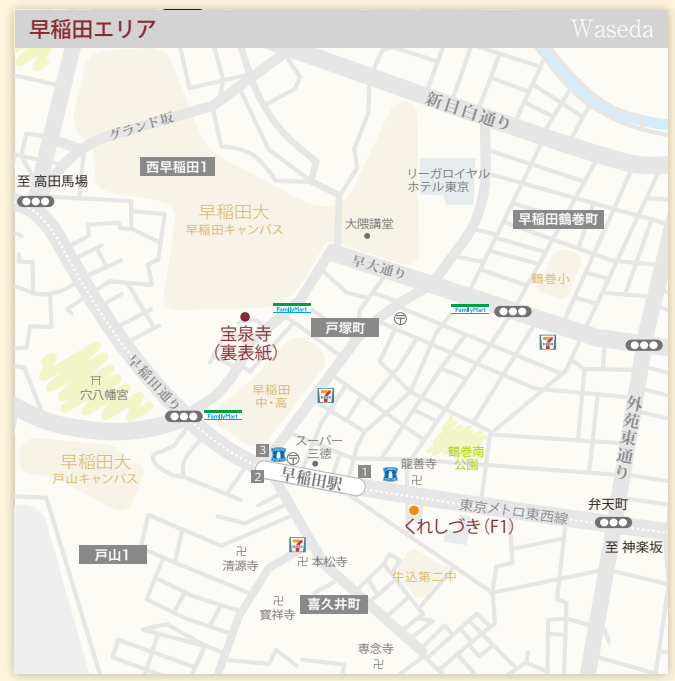 早稲田エリア
Waseda
新目白通り
グランド坂
西早稲田1
至 高田馬場
リーガロイヤル
ホテル東京
早稲田大
早稲田キャンパス
大隈講堂
早稲田鶴巻町
早大通り
鶴巻小
FamilyMart
FamilyMart
宝泉寺
(裏表紙)
戸塚町
〒
早稲田通り
穴八幡宮
早稲田
中・高
FamilyMart
外苑東通り
早稲田大
戸山キャンパス
スーパー
三徳
鶴巻南
公園
3
〒
2
早稲田駅
1
龍善寺
卍
東京メトロ東西線
弁天町
くれしづき(F1)
至 神楽坂
戸山1
卍
清源寺
卍 本松寺
牛込第二中
卍
寶祥寺
喜久井町
専念寺
卍